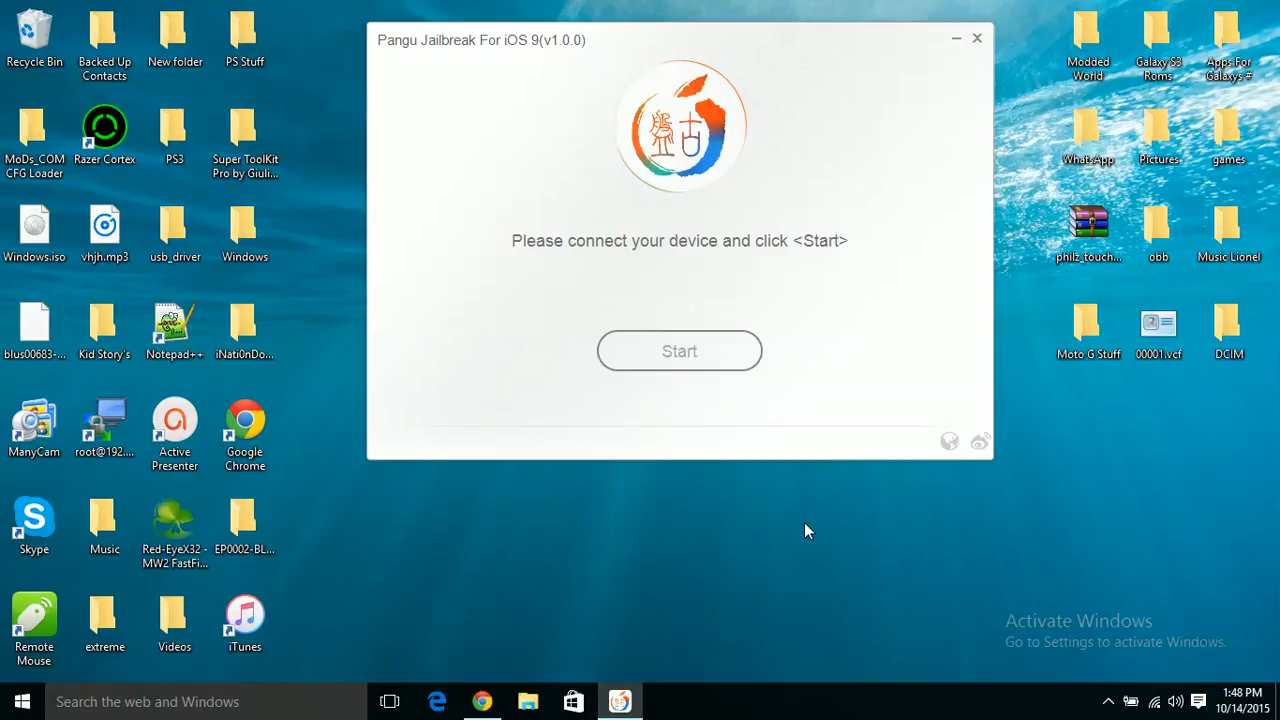 Recycle Bin
Backed Up
Contacts
New folder
PS Stuff
MoDs_COM
CFG Loader
Razer Cortex
PS3
Super ToolKit
Pro by Giuli...
Windows.iso
vhjh.mp3
usb_driver
Windows
blus00683-...
Kid Story's
Notepad++
iNati0nDo...
ManyCam
root@192....
Active
Presenter
Google
Chrome
Skype
Music
Red-EyeX32 -
MW2 FastFi...
EP0002-BL...
Remote
Mouse
extreme
Videos
iTunes
Pangu Jailbreak For iOS 9(v1.0.0)
盤古
Please connect your device and click <Start>
Start
Modded
World
Galaxy S3
Roms
Apps For
Galaxys #
WhatsApp
Pictures
games
philz_touch...
obb
Music Lionel
Moto G Stuff
00001.vcf
DCIM
Activate Windows
Go to Settings to activate Windows.
Search the web and Windows
1:48 PM
10/14/2015